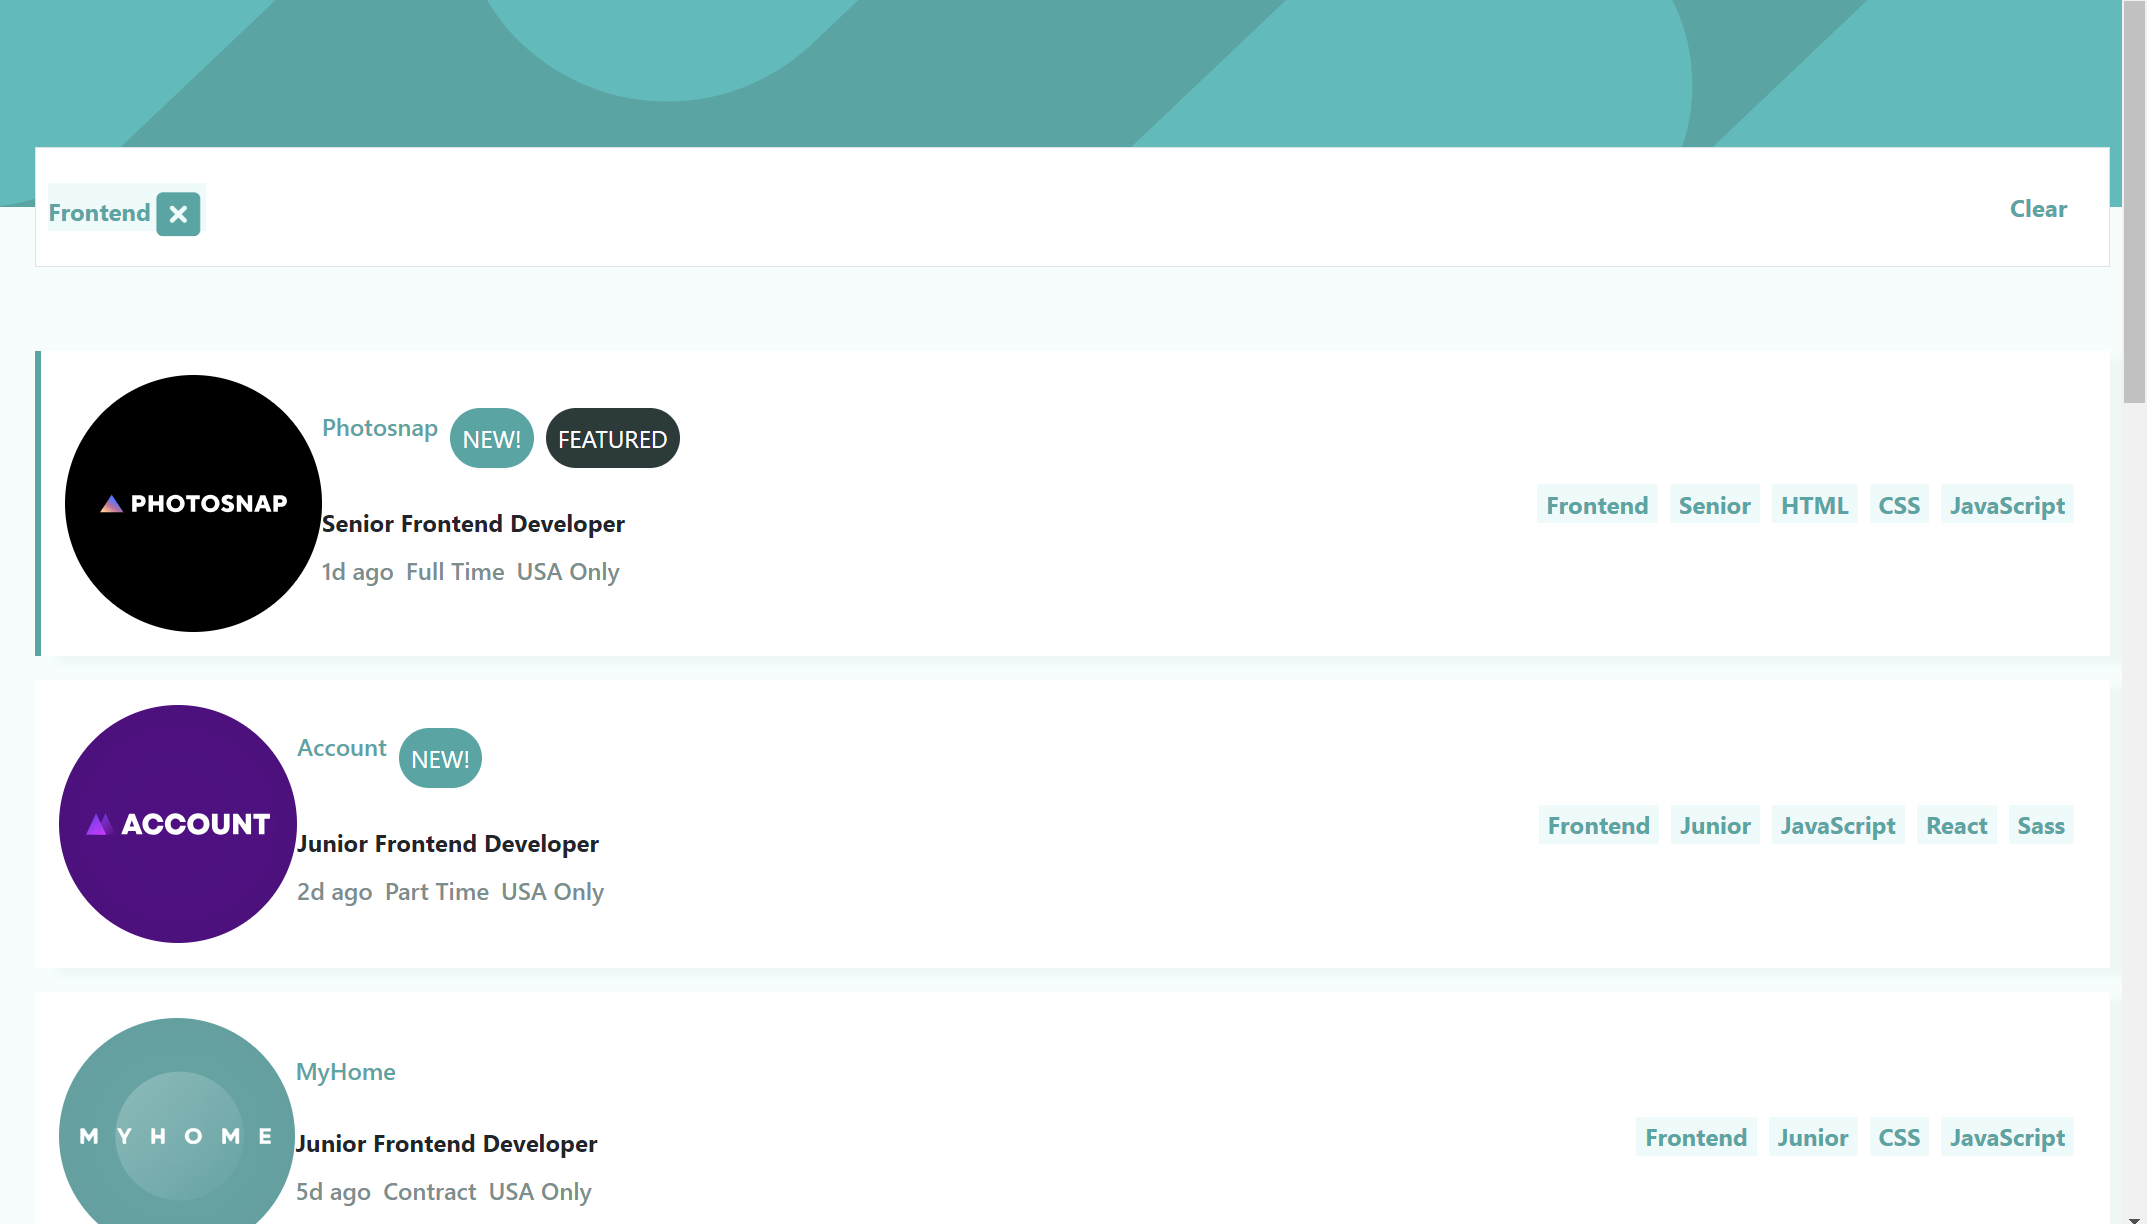 Frontend
Clear
PHOTOSNAP
Photosnap NEW! FEATURED
Senior Frontend Developer
1d ago Full Time USA Only
Frontend Senior HTML CSS JavaScript
ACCOUNT
Account NEW!
Junior Frontend Developer
2d ago Part Time USA Only
Frontend Junior JavaScript React Sass
MYHOME
MyHome
Junior Frontend Developer
5d ago Contract USA Only
Frontend Junior CSS JavaScript